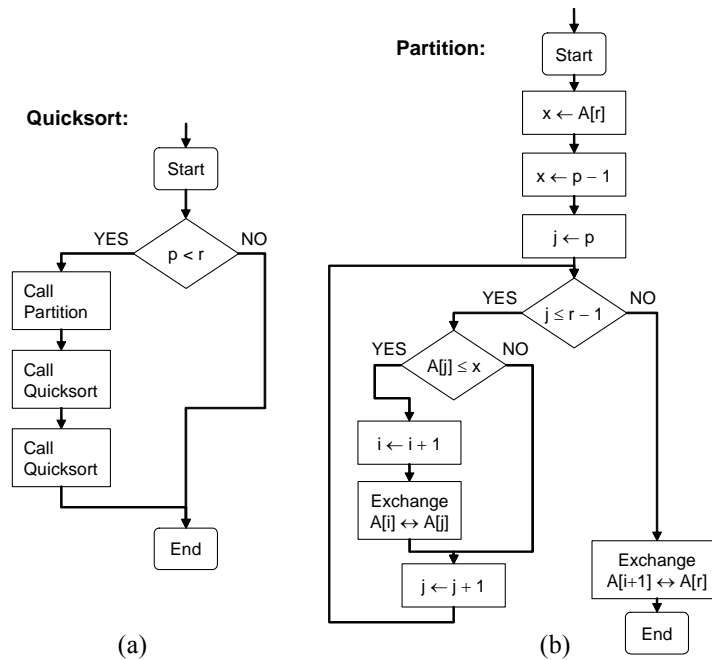 Quicksort:
Start
YES
NO
p < r
Call
Partition
Call
Quicksort
Call
Quicksort
End
(a)
Partition:
Start
x ← A[r]
x ← p − 1
j ← p
YES
NO
j ≤ r − 1
YES
NO
A[j] ≤ x
i ← i + 1
Exchange
A[i] ↔ A[j]
j ← j + 1
Exchange
A[i+1] ↔ A[r]
End
(b)